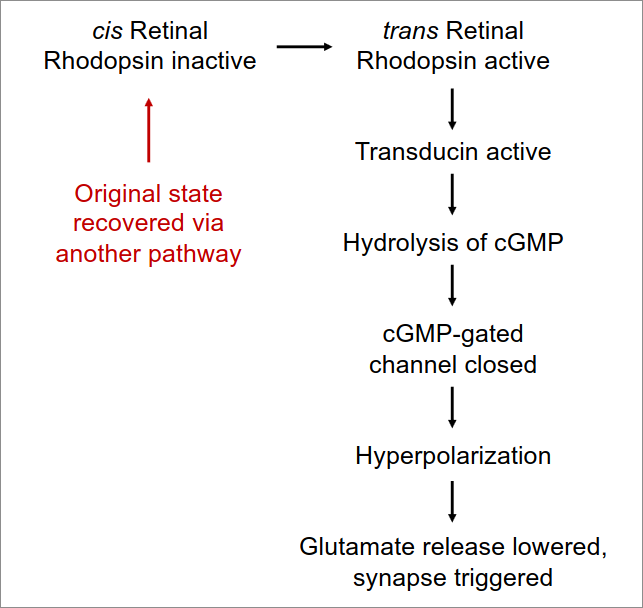 cis Retinal
Rhodopsin inactive
trans Retinal
Rhodopsin active
Transducin active
Original state
recovered via
another pathway
Hydrolysis of cGMP
cGMP-gated
channel closed
Hyperpolarization
Glutamate release lowered,
synapse triggered